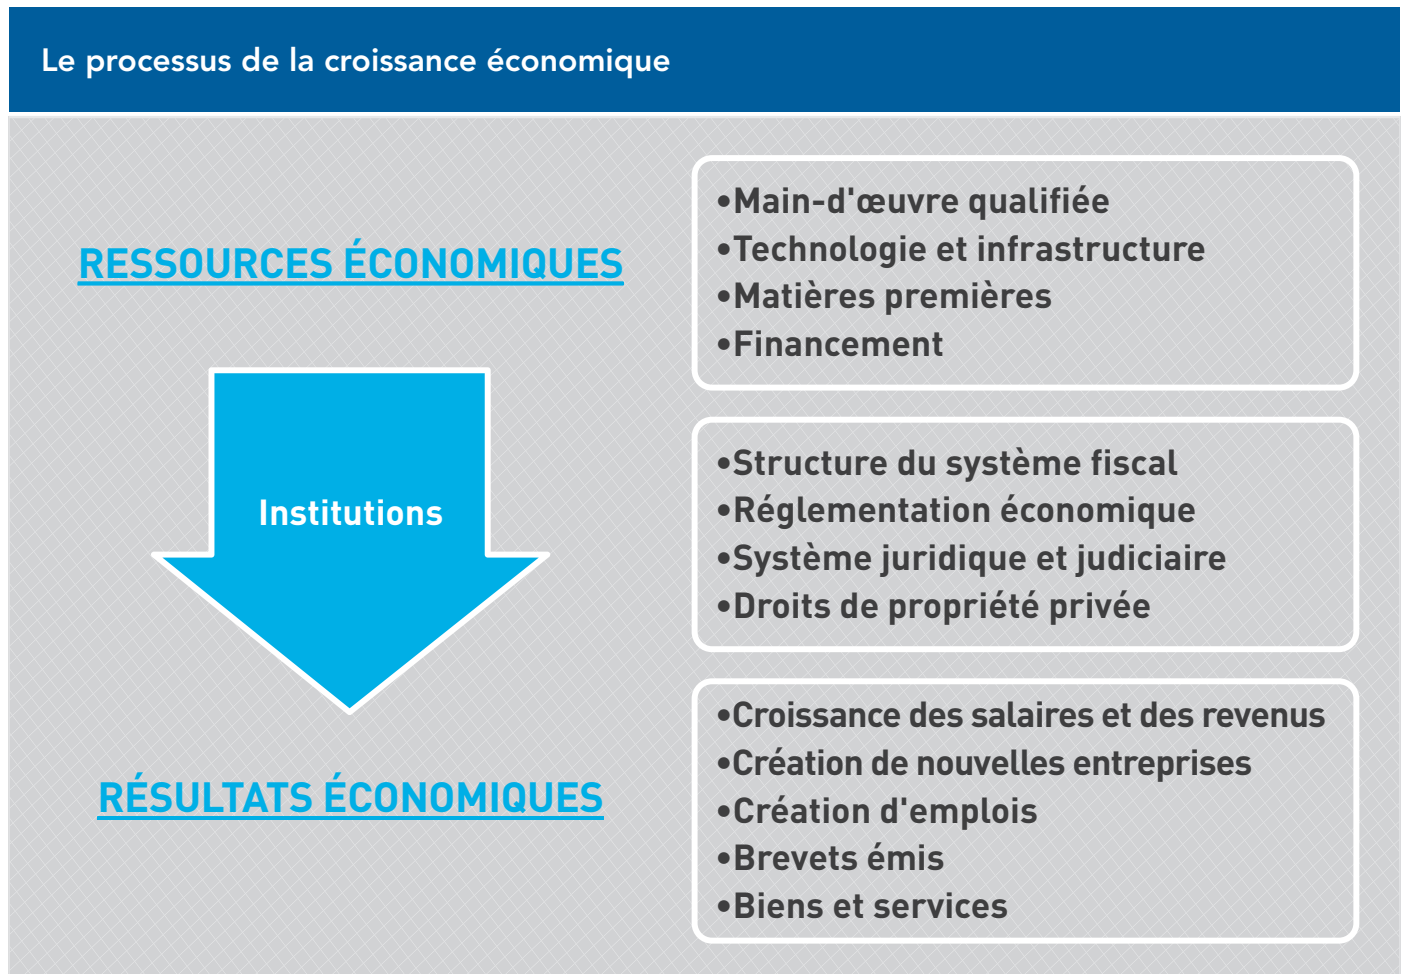 Le processus de la croissance économique
RESSOURCES ÉCONOMIQUES
•Main-d'œuvre qualifiée
•Technologie et infrastructure
•Matières premières
•Financement
Institutions
•Structure du système fiscal
•Réglementation économique
•Système juridique et judiciaire
•Droits de propriété privée
RÉSULTATS ÉCONOMIQUES
•Croissance des salaires et des revenus
•Création de nouvelles entreprises
•Création d'emplois
•Brevets émis
•Biens et services